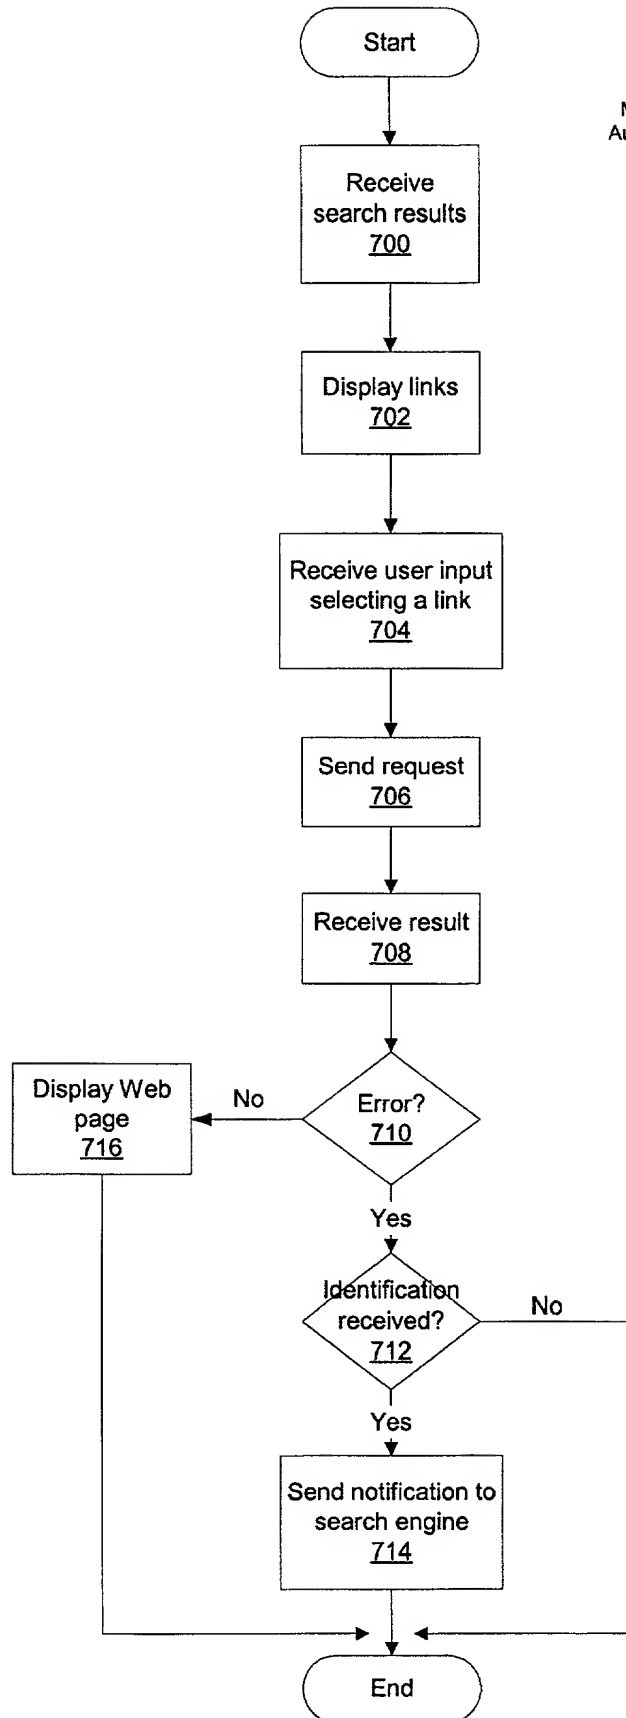 Start
Receive
search results
700
Display links
702
Receive user input
selecting a link
704
Send request
706
Receive result
708
Display Web
page
716
No
Error?
710
Yes
Identification
received?
712
No
Yes
Send notification to
search engine
714
End